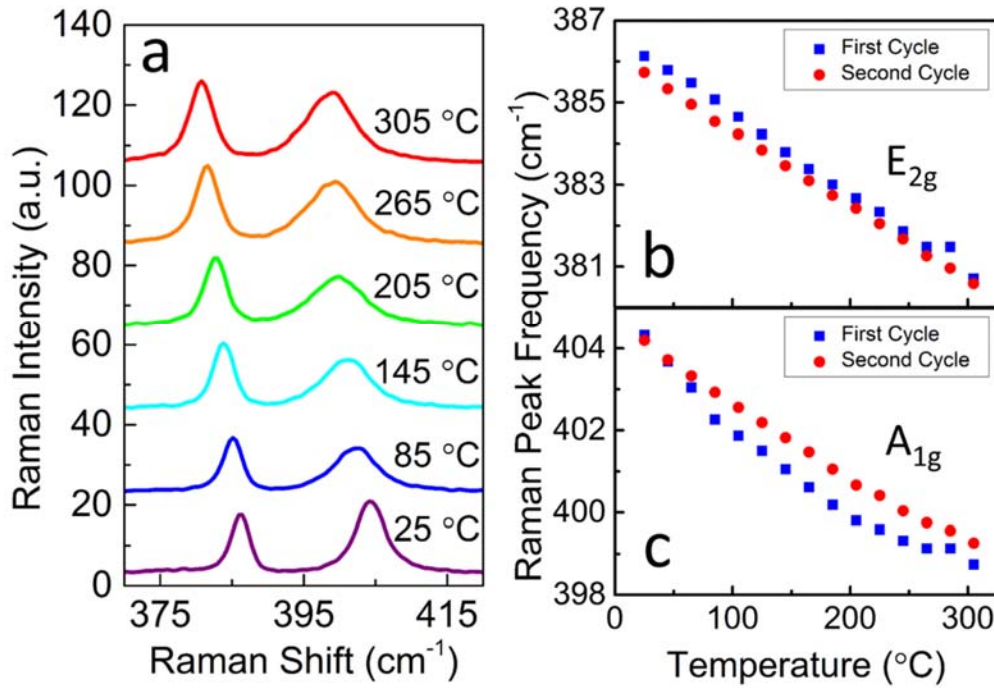 a
Raman Intensity (a.u.)
140
120
100
80
60
40
20
0
305 °C
265 °C
205 °C
145 °C
85 °C
25 °C
375
395
415
Raman Shift (cm⁻¹)
Raman Peak Frequency (cm⁻¹)
387
385
383
381
First Cycle
Second Cycle
E₂g
b
404
402
400
398
First Cycle
Second Cycle
A₁g
c
0
100
200
300
Temperature (°C)